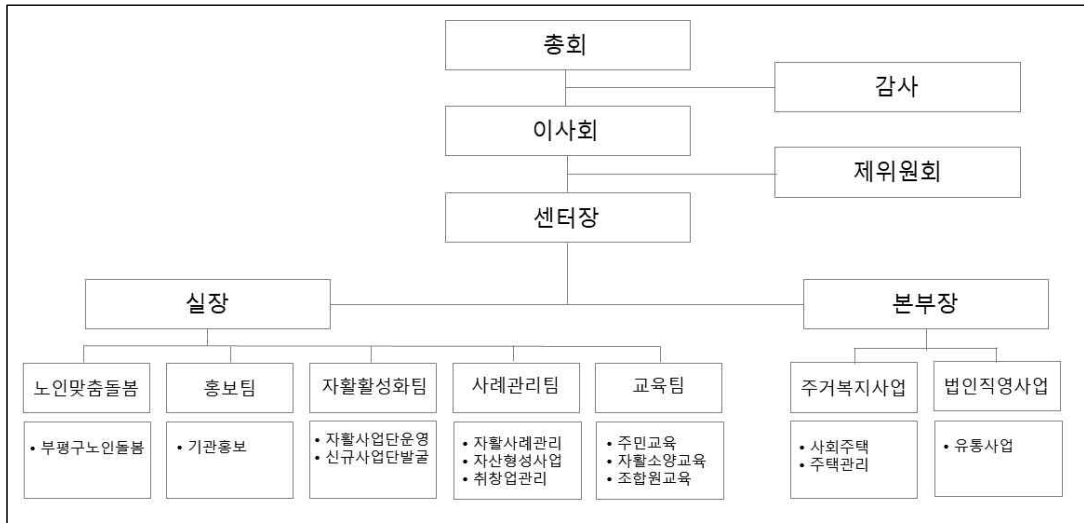 총회
감사
이사회
제위원회
센터장
실장
본부장
노인맞춤돌봄
홍보팀
자활활성화팀
사례관리팀
교육팀
주거복지사업
법인직영사업
• 부평구노인돌봄
• 기관홍보
• 자활사업단운영
• 신규사업단발굴
• 자활사례관리
• 자산형성사업
• 취창업관리
• 주민교육
• 자활소양교육
• 조합원교육
• 사회주택
• 주택관리
• 유통사업